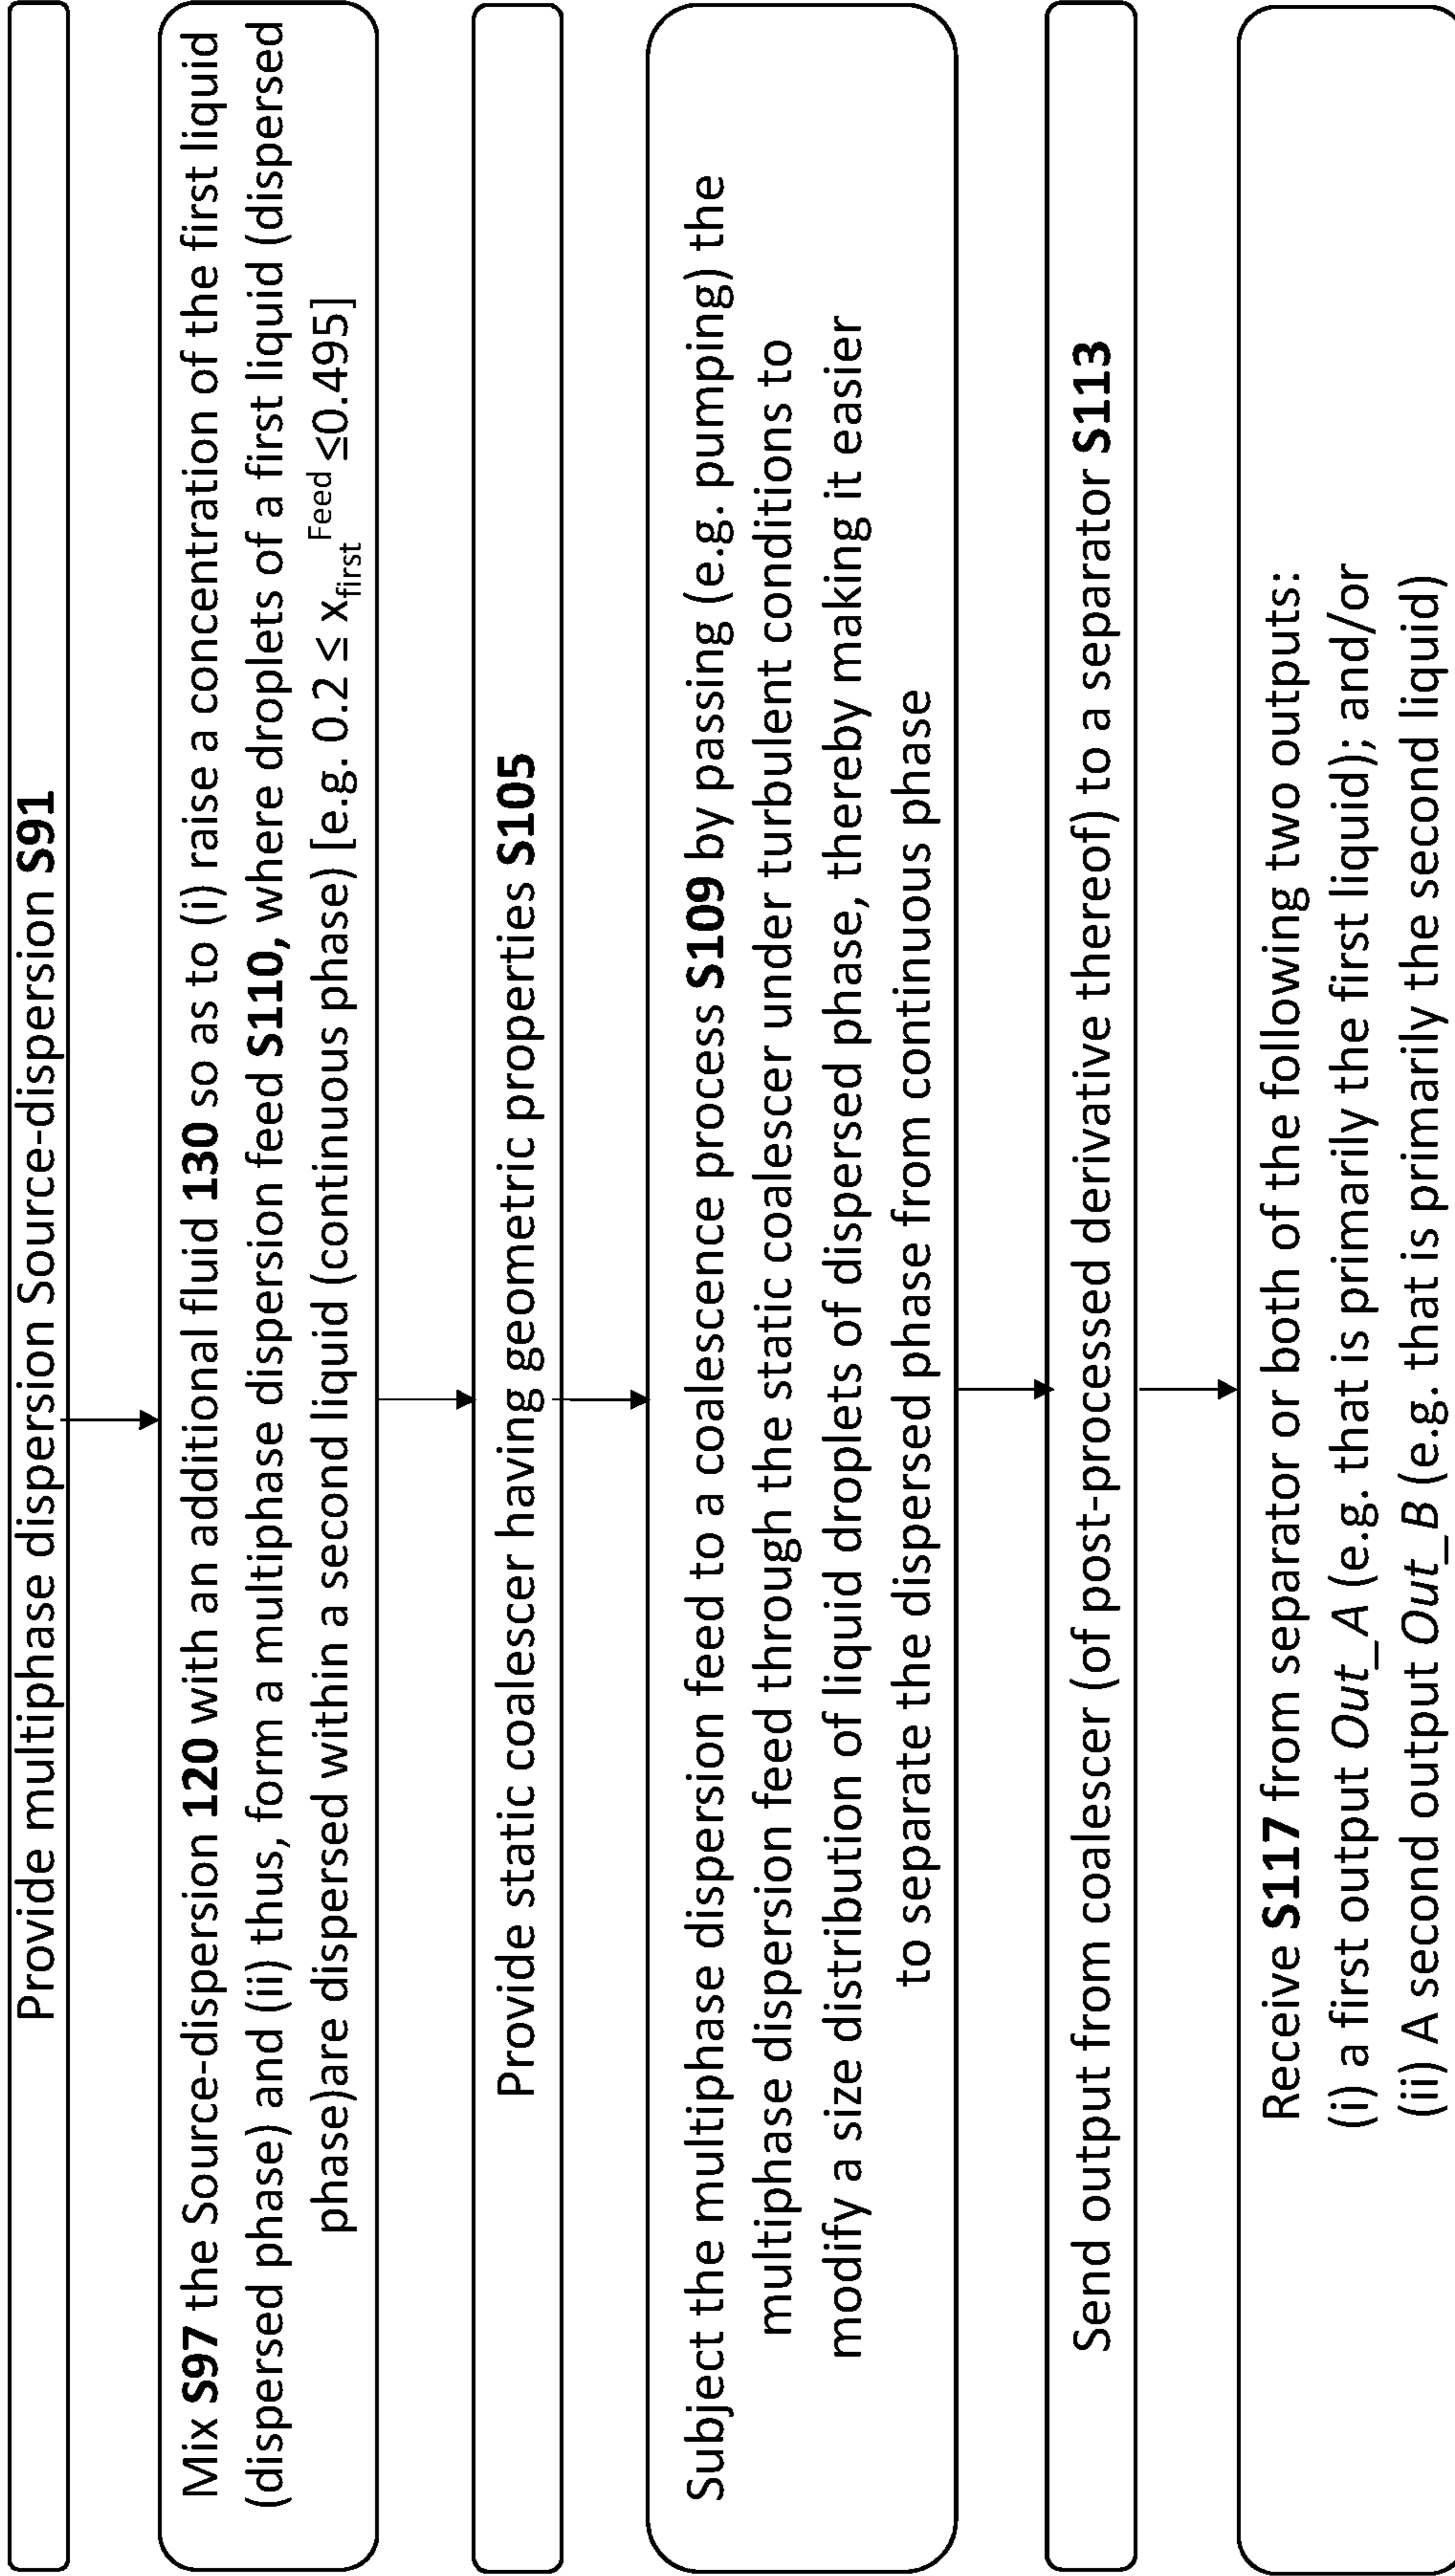 Provide multiphase dispersion Source-dispersion S91
Mix S97 the Source-dispersion 120 with an additional fluid 130 so as to (i) raise a concentration of the first liquid
(dispersed phase) and (ii) thus, form a multiphase dispersion feed S110, where droplets of a first liquid (dispersed
phase)are dispersed within a second liquid (continuous phase) [e.g. 0.2 ≤ x_first^Feed ≤0.495]
Provide static coalescer having geometric properties S105
Subject the multiphase dispersion feed to a coalescence process S109 by passing (e.g. pumping) the
multiphase dispersion feed through the static coalescer under turbulent conditions to
modify a size distribution of liquid droplets of dispersed phase, thereby making it easier
to separate the dispersed phase from continuous phase
Send output from coalescer (of post-processed derivative thereof) to a separator S113
Receive S117 from separator or both of the following two outputs:
(i) a first output Out_A (e.g. that is primarily the first liquid); and/or
(ii) A second output Out_B (e.g. that is primarily the second liquid)